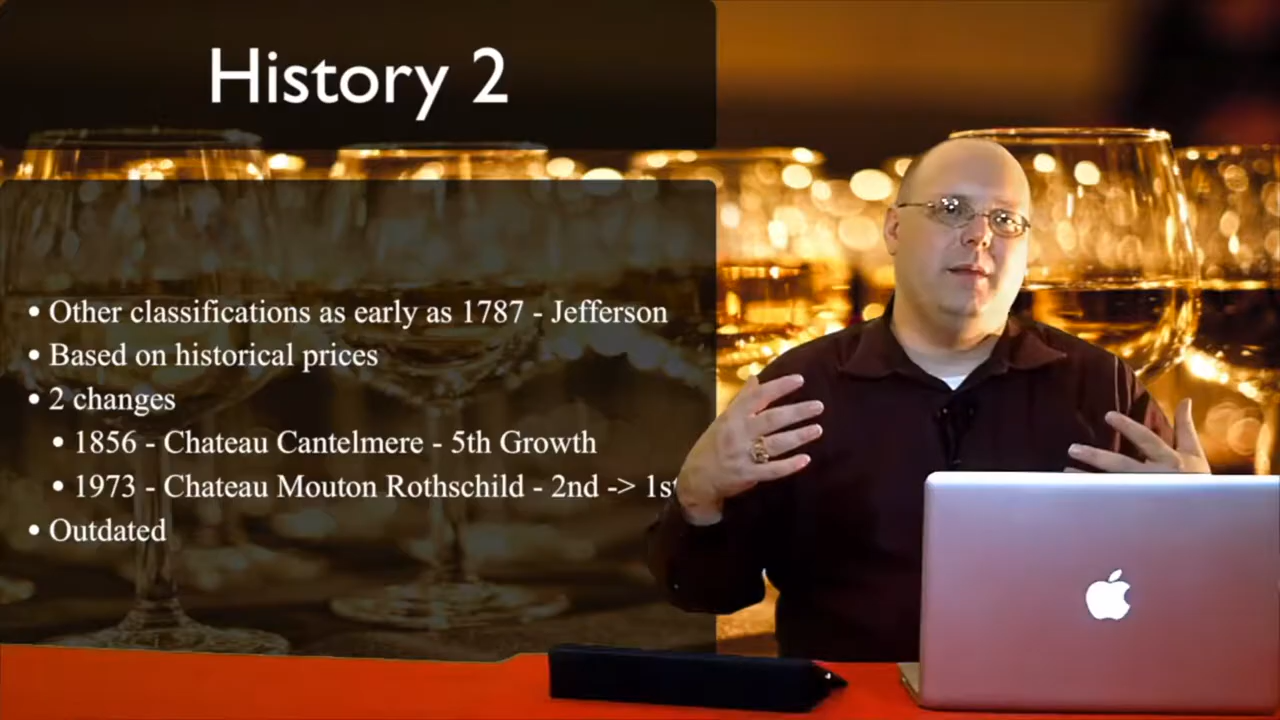 History 2
• Other classifications as early as 1787 - Jefferson
• Based on historical prices
• 2 changes
• 1856 - Chateau Cantelmere - 5th Growth
• 1973 - Chateau Mouton Rothschild - 2nd -> 1st
• Outdated